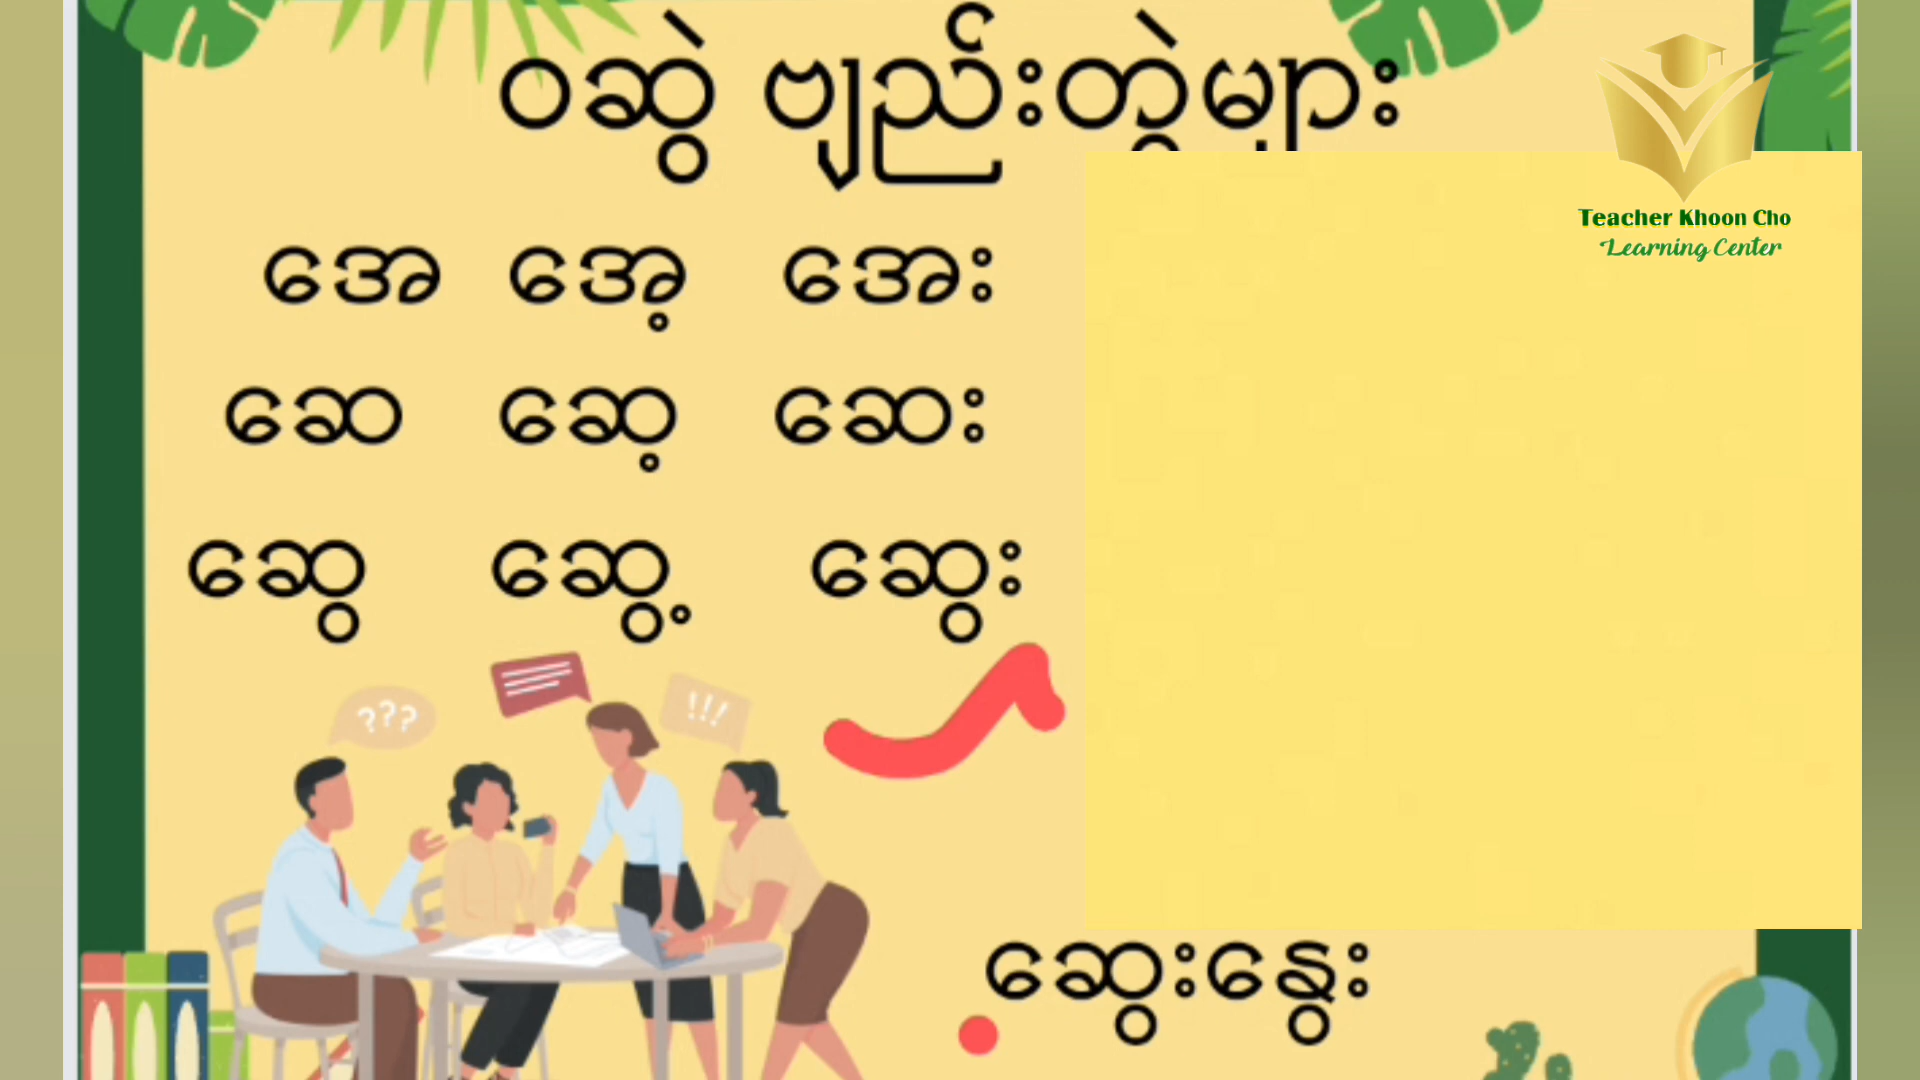 ဝဆွဲ ဗျည်းတွဲများ
Teacher Khoon Cho
Learning Center
အေ အေ့ အေး
ဆေ ဆေ့ ဆေး
ဆွေ ဆွေ့ ဆွေး
???
!!!
ဆွေးနွေး